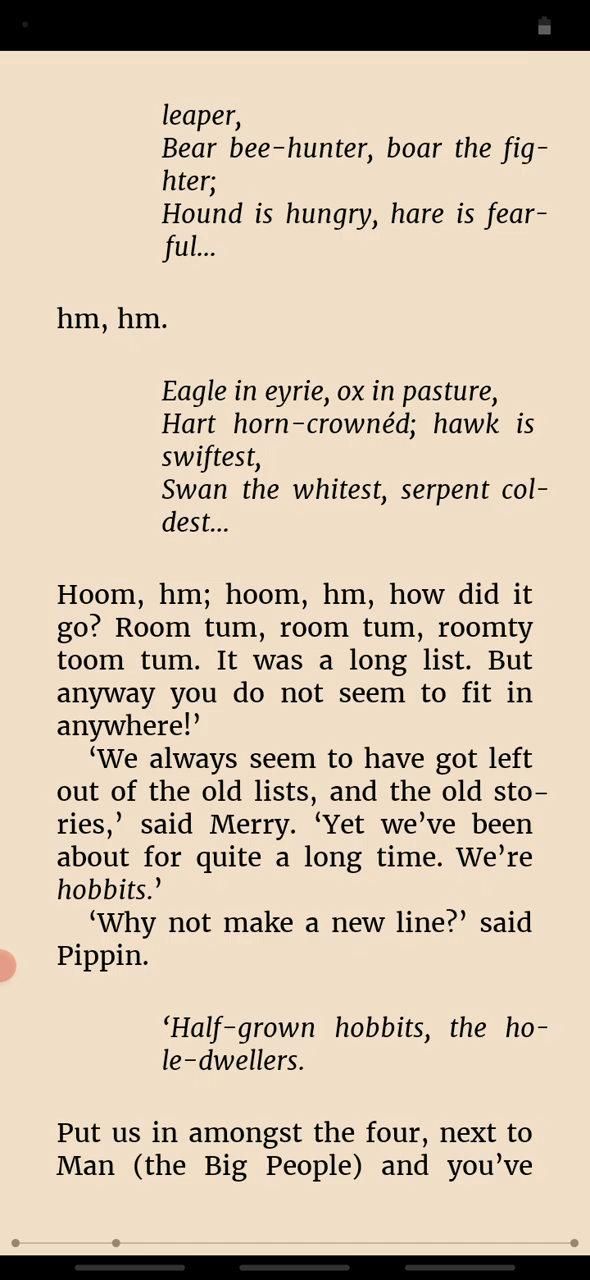 leaper,
Bear bee-hunter, boar the fig-
hter;
Hound is hungry, hare is fear-
ful...
hm, hm.
Eagle in eyrie, ox in pasture,
Hart horn-crownéd; hawk is
swiftest,
Swan the whitest, serpent col-
dest...
Hoom, hm; hoom, hm, how did it
go? Room tum, room tum, roomty
toom tum. It was a long list. But
anyway you do not seem to fit in
anywhere!’
‘We always seem to have got left
out of the old lists, and the old sto-
ries,’ said Merry. ‘Yet we’ve been
about for quite a long time. We’re
hobbits.’
‘Why not make a new line?’ said
Pippin.
‘Half-grown hobbits, the ho-
le-dwellers.
Put us in amongst the four, next to
Man (the Big People) and you’ve